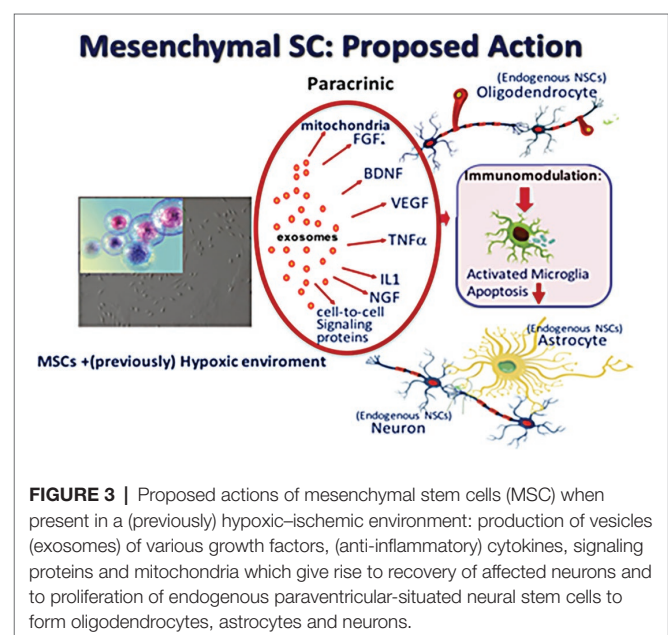 Mesenchymal SC: Proposed Action
Paracrinic
mitochondria
FGF.
BDNF
VEGF
exosomes
TNFα
IL1
NGF
cell-to-cell
Signaling
proteins
MSCs +(previously) Hypoxic enviroment
(Endogenous NSCs)
Oligodendrocyte
Immunomodulation:
Activated Microglia
Apoptosis
(Endogenous NSCs)
Astrocyte
(Endogenous NSCs)
Neuron
FIGURE 3 | Proposed actions of mesenchymal stem cells (MSC) when
present in a (previously) hypoxic–ischemic environment: production of vesicles
(exosomes) of various growth factors, (anti-inflammatory) cytokines, signaling
proteins and mitochondria which give rise to recovery of affected neurons and
to proliferation of endogenous paraventricular-situated neural stem cells to
form oligodendrocytes, astrocytes and neurons.